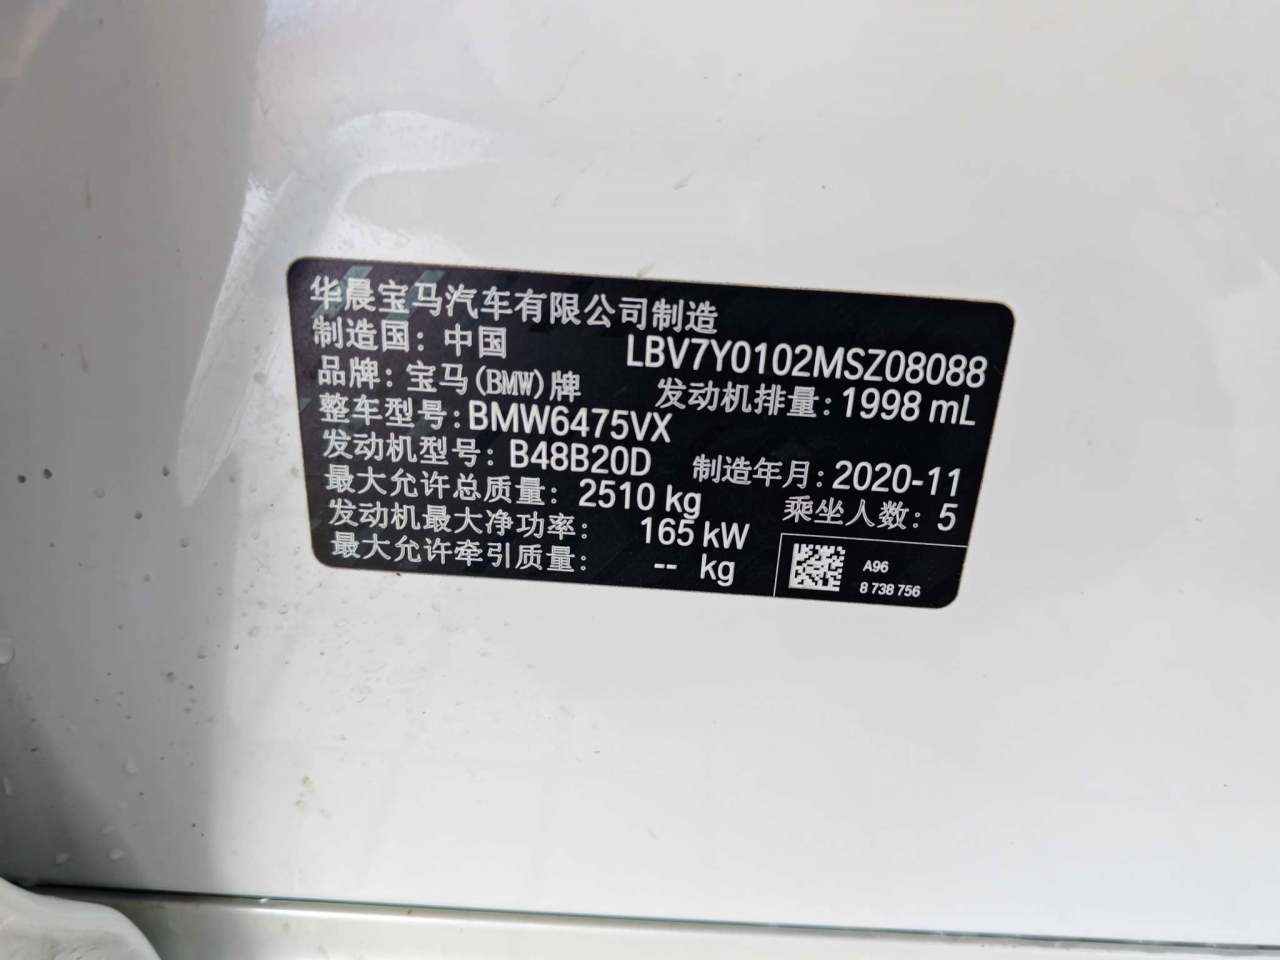 华晨宝马汽车有限公司制造
制造国：中国 LBV7Y0102MSZ08088
品牌：宝马(BMW)牌 发动机排量：1998 mL
整车型号：BMW6475VX
发动机型号：B48B20D 制造年月：2020-11
最大允许总质量：2510 kg 乘坐人数：5
发动机最大净功率：165 kW
最大允许牵引质量：-- kg
A96
8 738 756